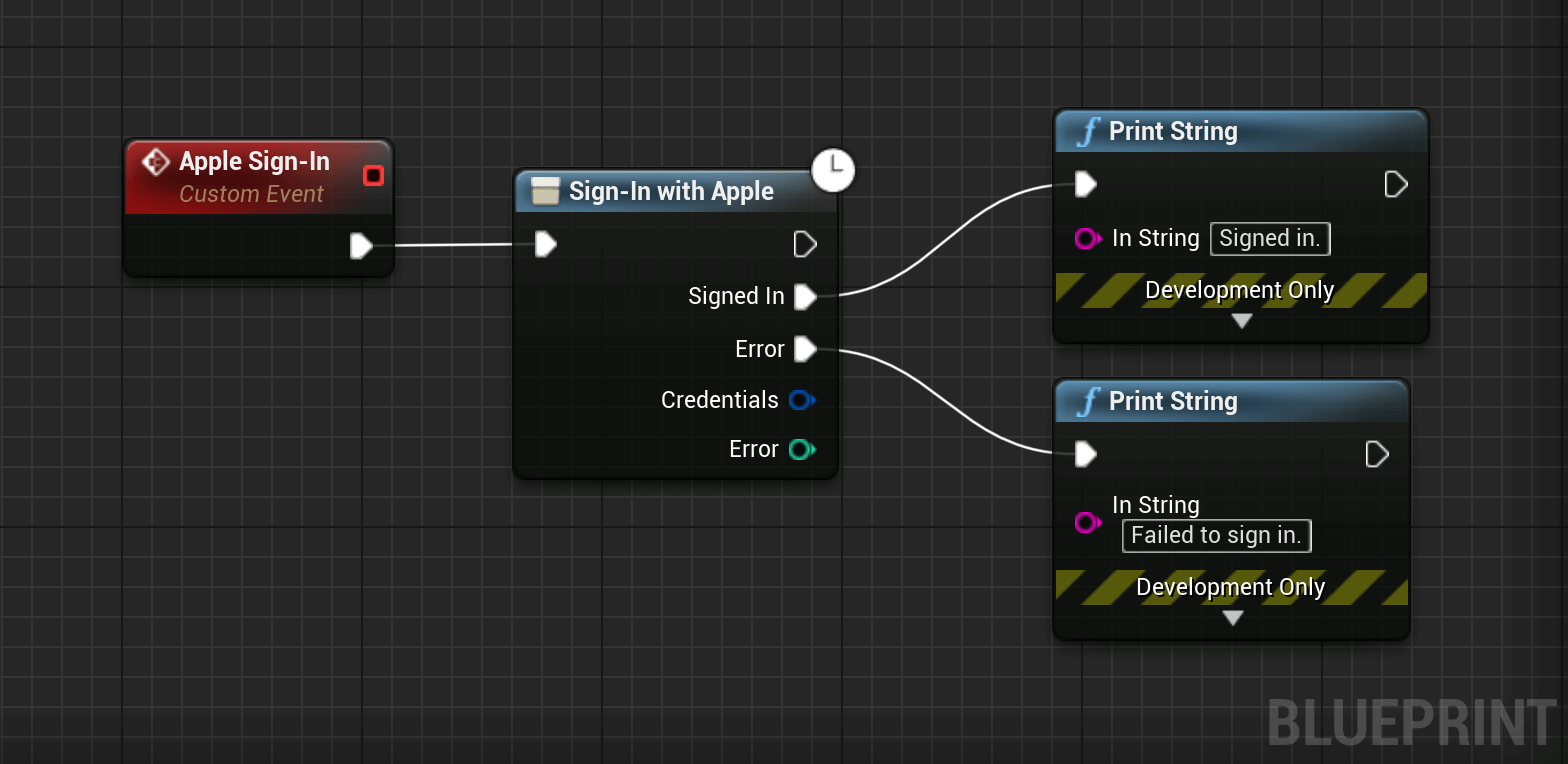 Apple Sign-In
Custom Event
Sign-In with Apple
Signed In
Error
Credentials
Error
Print String
In String Signed in.
Development Only
Print String
In String
Failed to sign in.
Development Only
BLUEPRINT